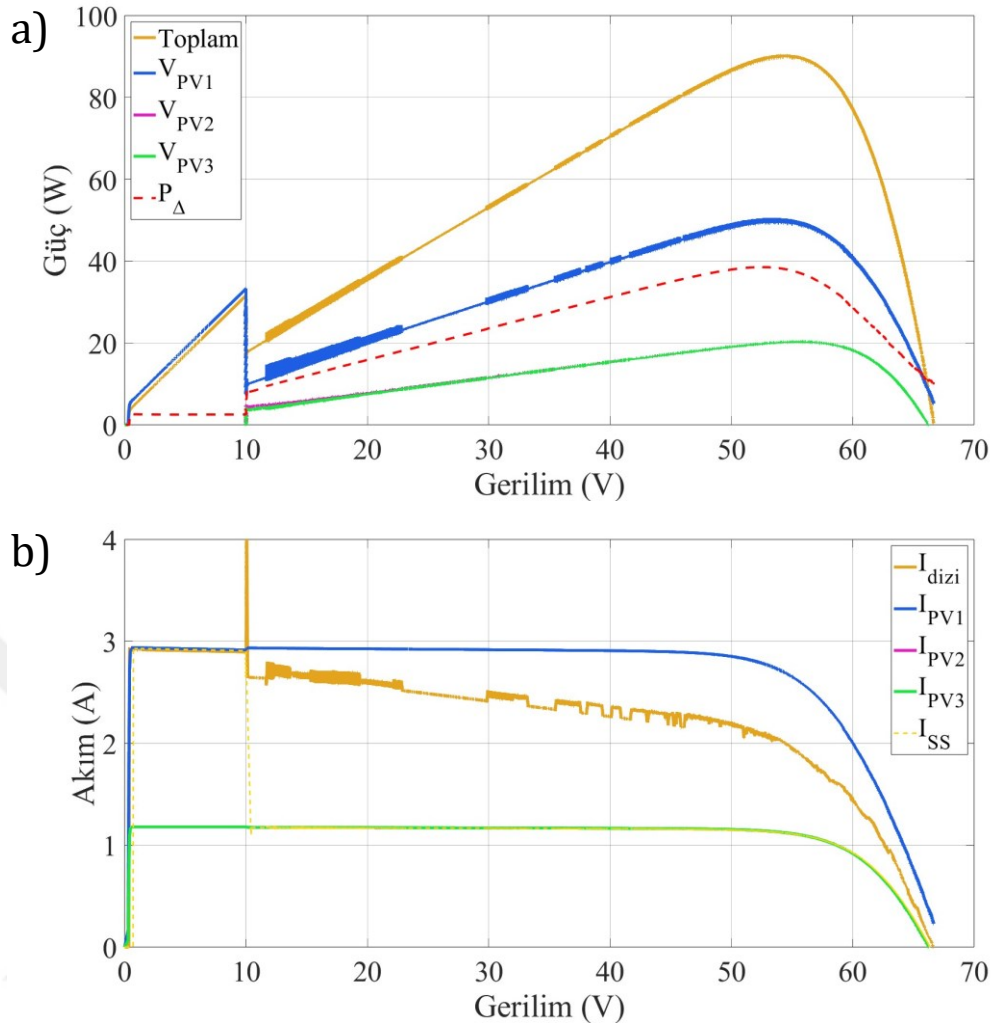 a)
Güç (W)
100
80
60
40
20
0
Toplam
V_PV1
V_PV2
V_PV3
P_Δ
0 10 20 30 40 50 60 70
Gerilim (V)
b)
Akım (A)
4
3
2
1
0
I_dizi
I_PV1
I_PV2
I_PV3
I_SS
0 10 20 30 40 50 60 70
Gerilim (V)